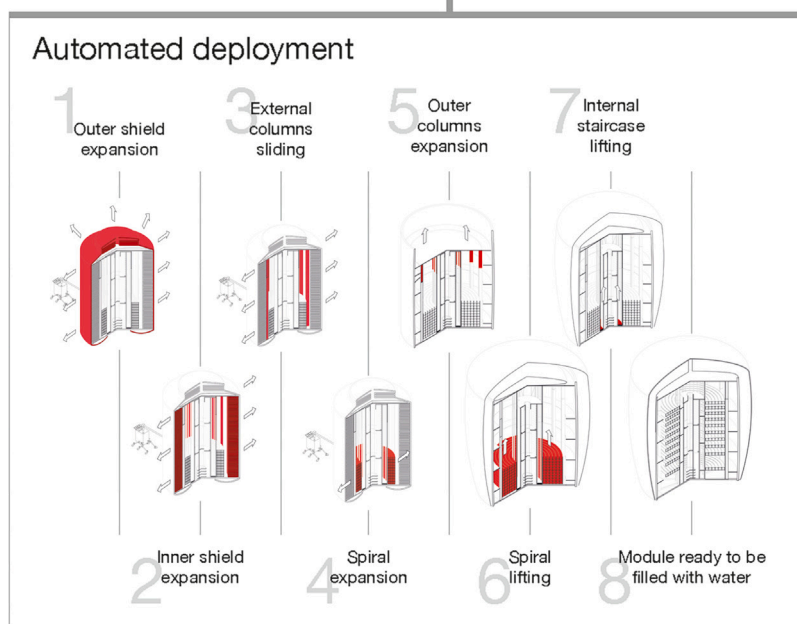 Automated deployment
1
Outer shield
expansion
3
External
columns
sliding
5
Outer
columns
expansion
7
Internal
staircase
lifting
2
Inner shield
expansion
4
Spiral
expansion
6
Spiral
lifting
8
Module ready to be
filled with water